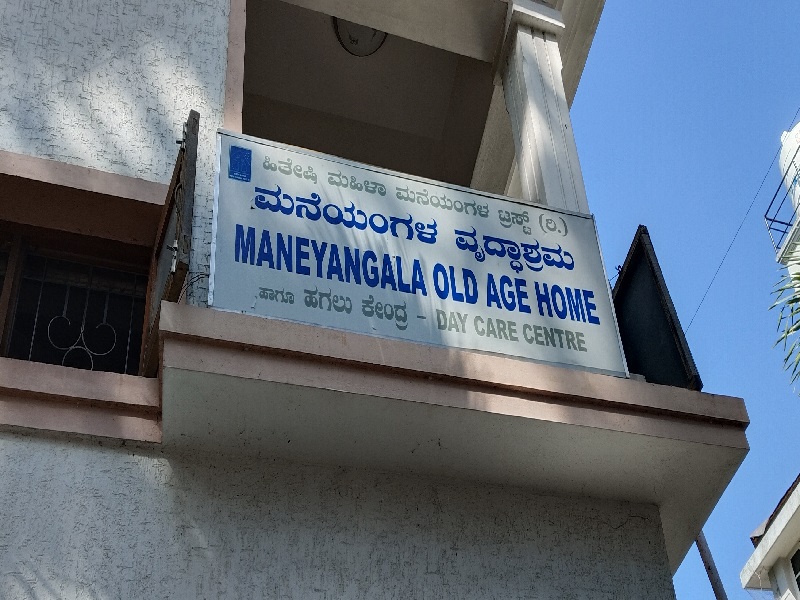 ಹಿತೇಷಿ ಮಹಿಳಾ ಮನೆಯಂಗಳ ಟ್ರಸ್ಟ್ (ರಿ.)
ಮನೆಯಂಗಳ ವೃದ್ಧಾಶ್ರಮ
MANEYANGALA OLD AGE HOME
ಹಾಗೂ ಹಗಲು ಕೇಂದ್ರ - DAY CARE CENTRE